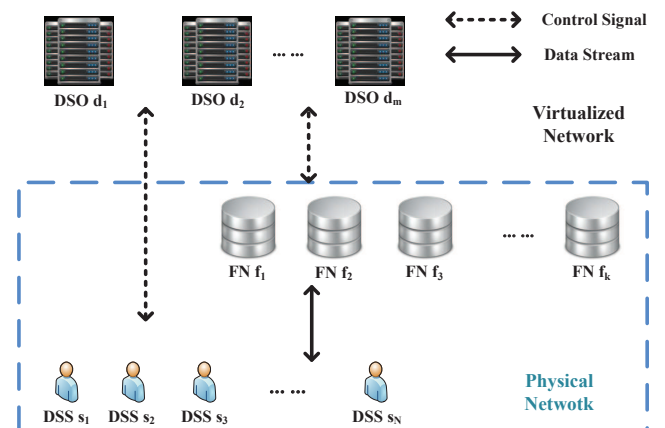 Control Signal
Data Stream
DSO d1
DSO d2
... ...
DSO dm
Virtualized
Network
FN f1
FN f2
FN f3
... ...
FN fk
DSS s1
DSS s2
DSS s3
... ...
DSS sN
Physical
Netwotk